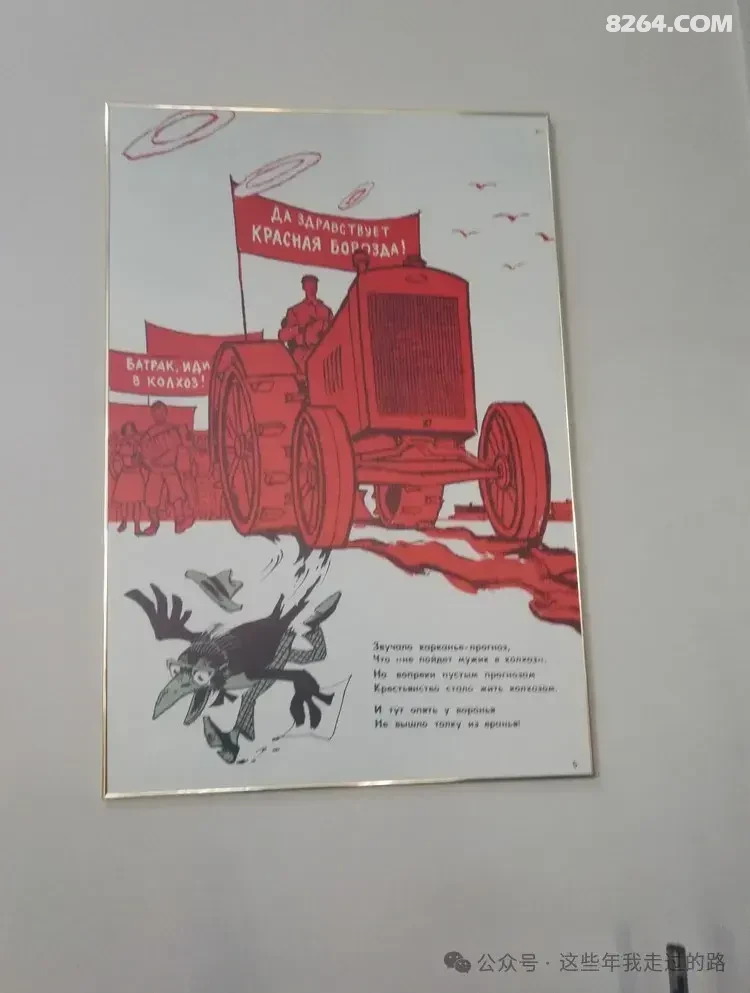 8264.COM
ДА ЗДРАВСТВУЕТ
КРАСНАЯ БОРОЗДА!
БАТРАК, ИДИ
В КОЛХОЗ!
Звучало карканье-прогноз,
Что «не пойдет мужик в колхоз».
Но вопреки пустым прогнозам
Крестьянство стало жить колхозом.
И тут опять у воронья
Не вышло толку из вранья!
5
公众号 · 这些年我走过的路